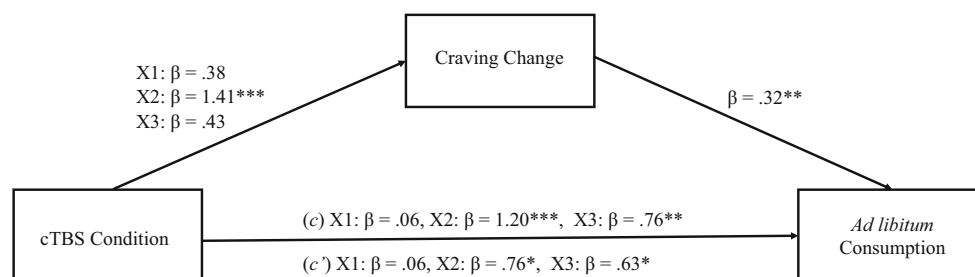 Craving Change
X1: β = .38
X2: β = 1.41***
X3: β = .43
β = .32**
cTBS Condition
(c) X1: β = .06, X2: β = 1.20***, X3: β = .76**
(c’) X1: β = .06, X2: β = .76*, X3: β = .63*
Ad libitum
Consumption